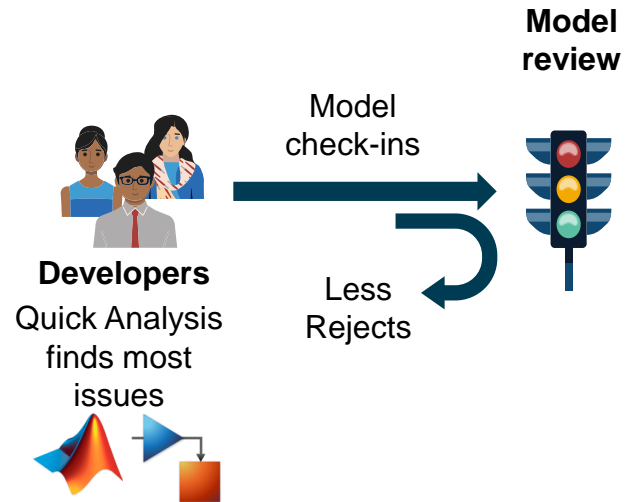 Model
review
Model
check-ins
Developers
Quick Analysis
finds most
issues
Less
Rejects